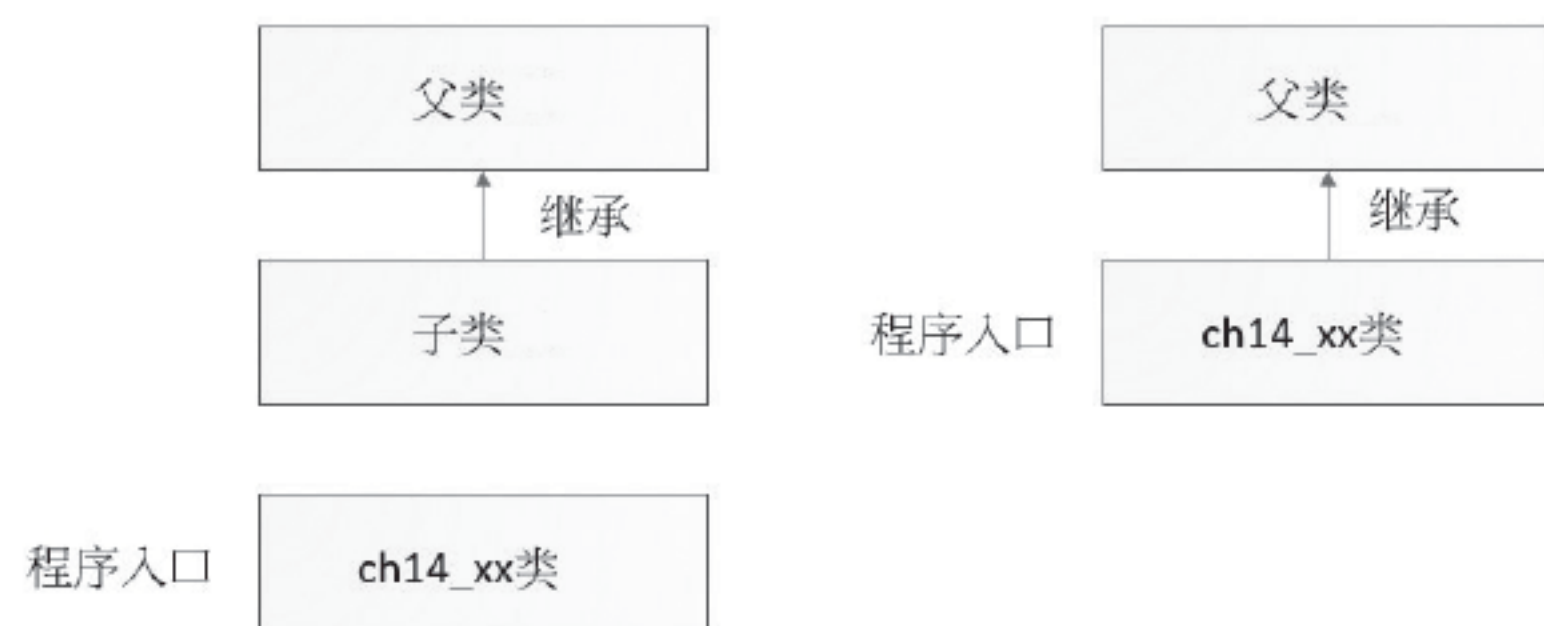 父类
继承
子类
程序入口
ch14_xx类
父类
继承
程序入口
ch14_xx类